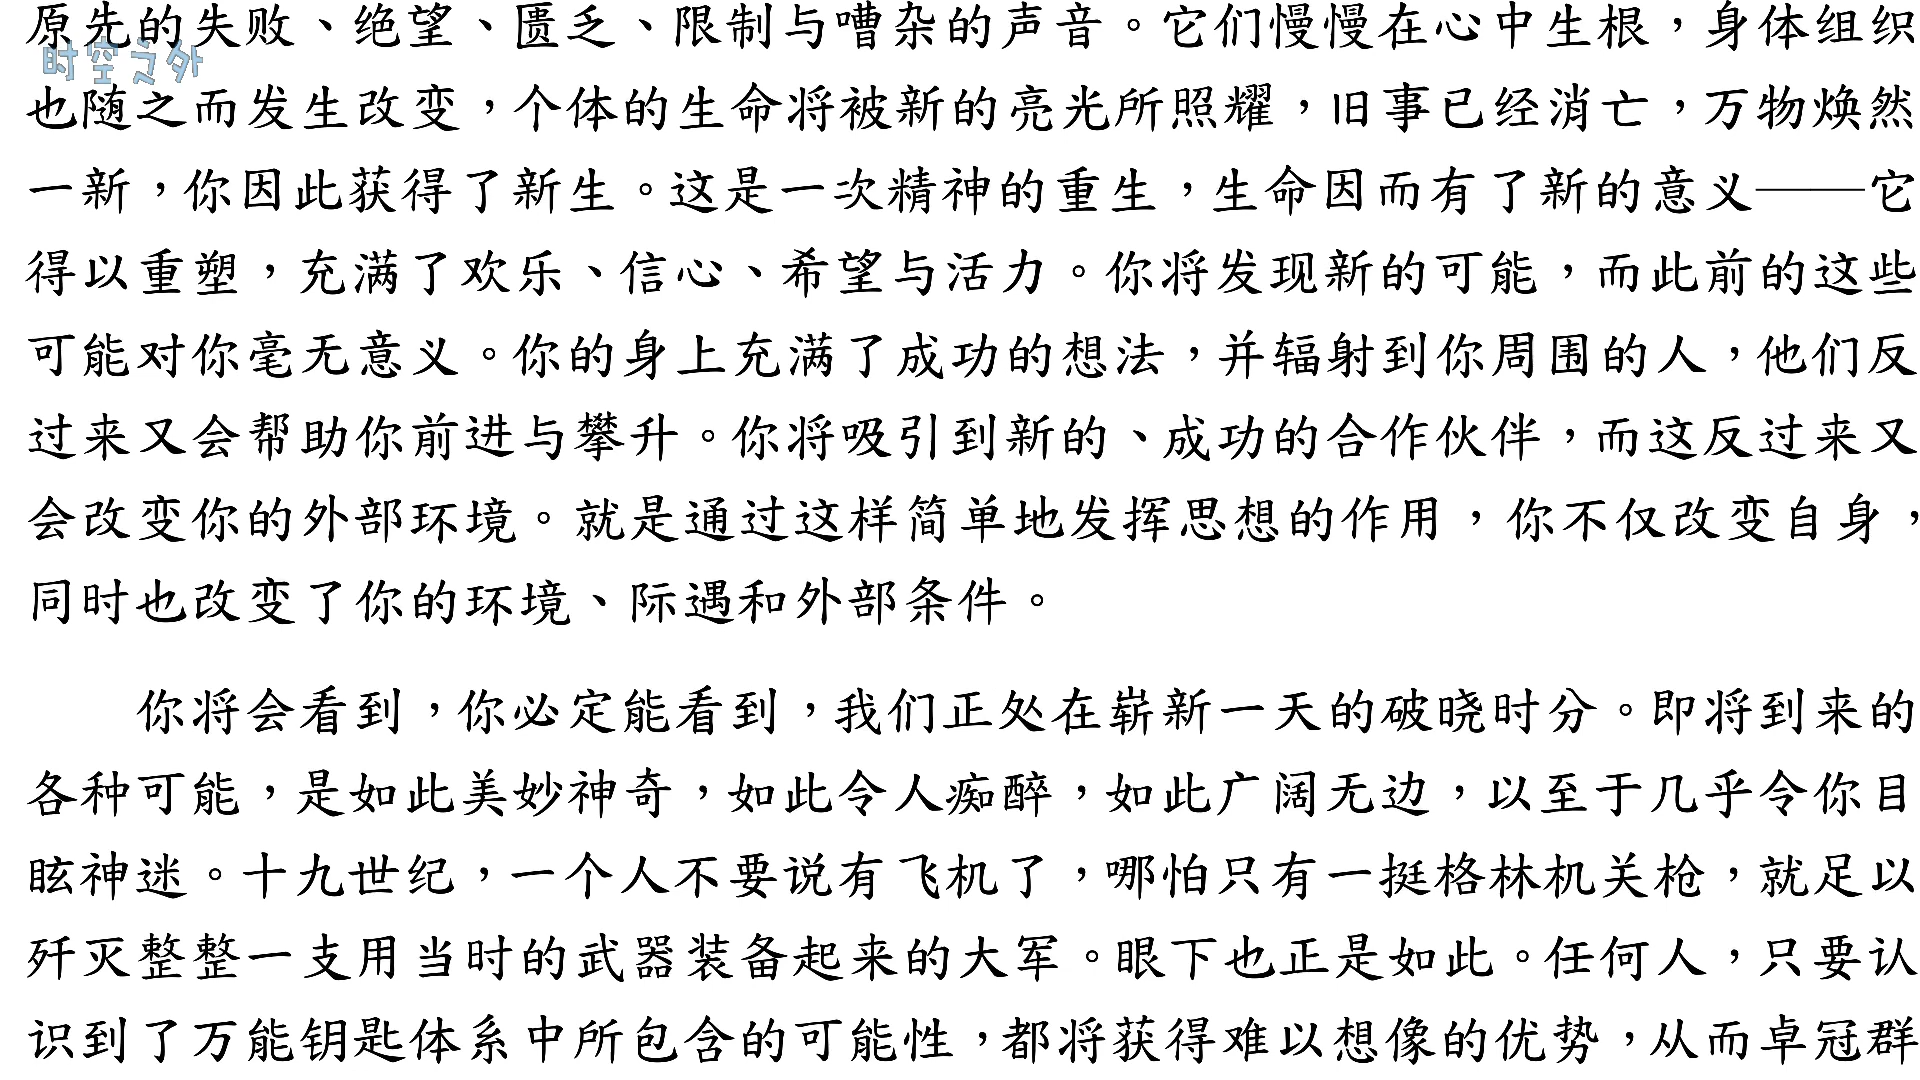 原先的失败、绝望、匮乏、限制与嘈杂的声音。它们慢慢在心中生根，身体组织
时空之外
也随之而发生改变，个体的生命将被新的亮光所照耀，旧事已经消亡，万物焕然
一新，你因此获得了新生。这是一次精神的重生，生命因而有了新的意义——它
得以重塑，充满了欢乐、信心、希望与活力。你将发现新的可能，而此前的这些
可能对你毫无意义。你的身上充满了成功的想法，并辐射到你周围的人，他们反
过来又会帮助你前进与攀升。你将吸引到新的、成功的合作伙伴，而这反过来又
会改变你的外部环境。就是通过这样简单地发挥思想的作用，你不仅改变自身，
同时也改变了你的环境、际遇和外部条件。
你将会看到，你必定能看到，我们正处在崭新一天的破晓时分。即将到来的
各种可能，是如此美妙神奇，如此令人痴醉，如此广阔无边，以至于几乎令你目
眩神迷。十九世纪，一个人不要说有飞机了，哪怕只有一挺格林机关枪，就足以
歼灭整整一支用当时的武器装备起来的大军。眼下也正是如此。任何人，只要认
识到了万能钥匙体系中所包含的可能性，都将获得难以想像的优势，从而卓冠群